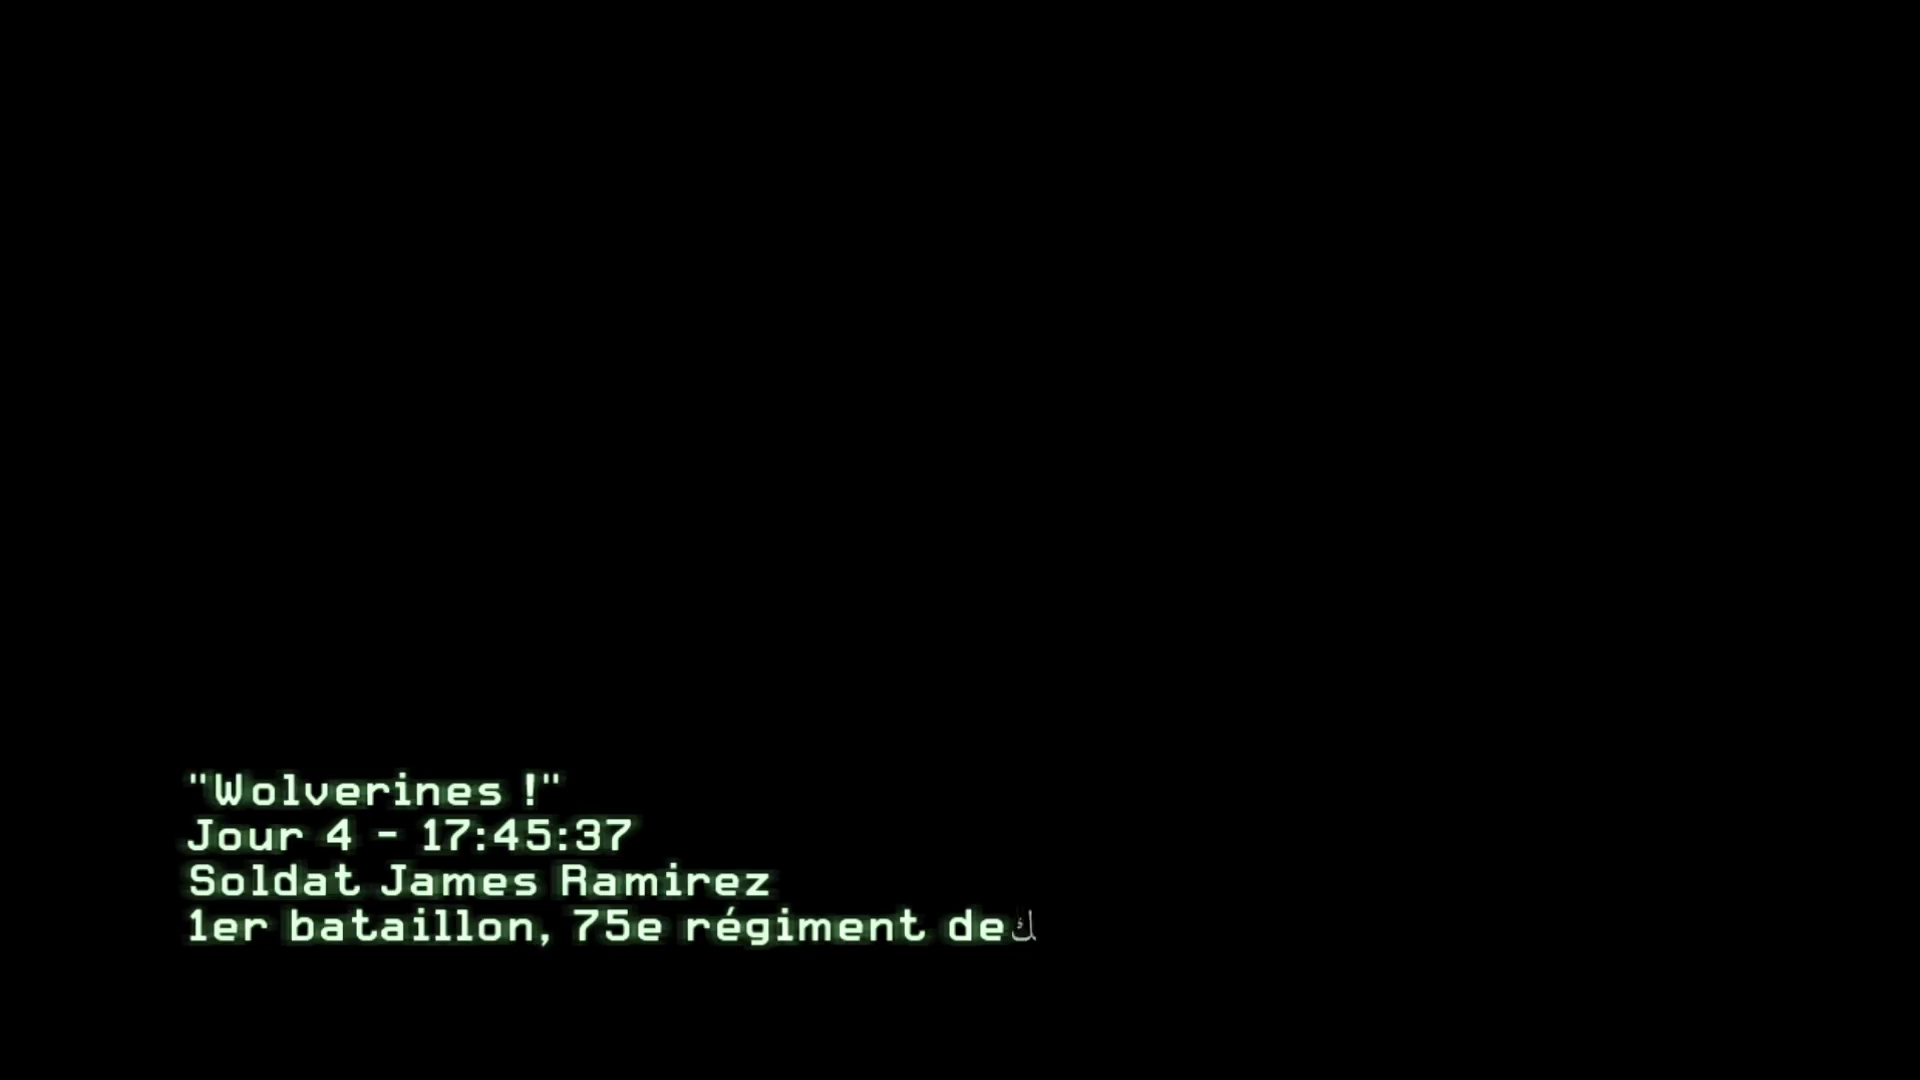 "Wolverines !"
Jour 4 - 17:45:37
Soldat James Ramirez
1er bataillon, 75e régiment de